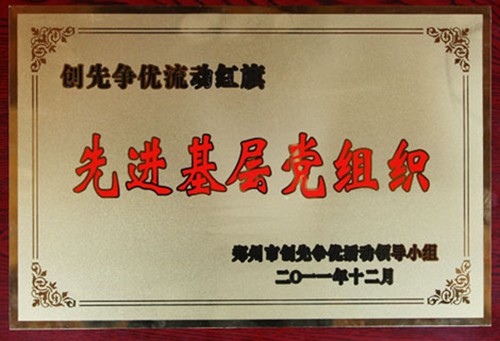 创先争优流动红旗
先进基层党组织
郑州市创先争优活动领导小组
二〇一一年十二月